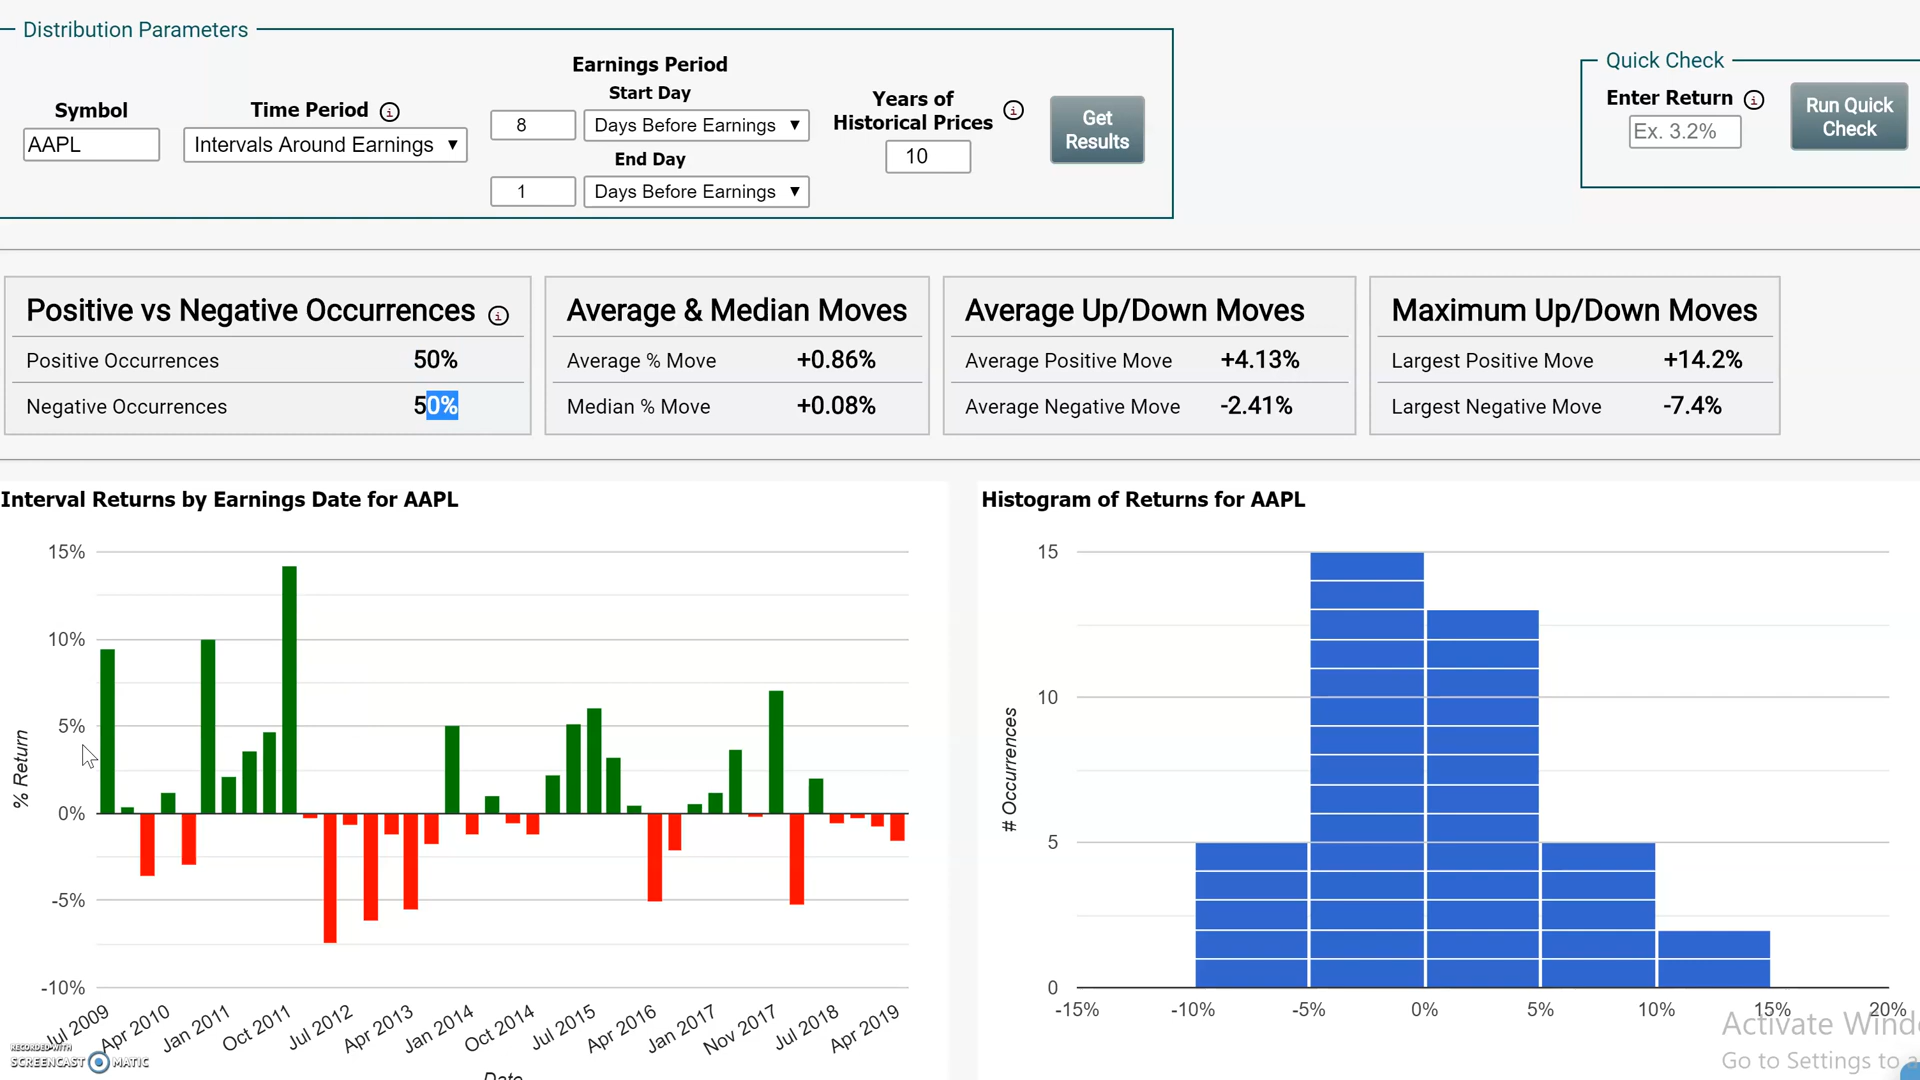 Distribution Parameters
Symbol
AAPL
Time Period
Intervals Around Earnings
Earnings Period
Start Day
8
Days Before Earnings
End Day
1
Days Before Earnings
Years of
Historical Prices
10
Get
Results
Quick Check
Enter Return
Ex. 3.2%
Run Quick
Check
Positive vs Negative Occurrences
Positive Occurrences 50%
Negative Occurrences 50%
Average & Median Moves
Average % Move +0.86%
Median % Move +0.08%
Average Up/Down Moves
Average Positive Move +4.13%
Average Negative Move -2.41%
Maximum Up/Down Moves
Largest Positive Move +14.2%
Largest Negative Move -7.4%
Interval Returns by Earnings Date for AAPL
% Return
15%
10%
5%
0%
-5%
-10%
Jul 2009
Apr 2010
Jan 2011
Oct 2011
Jul 2012
Apr 2013
Jan 2014
Oct 2014
Jul 2015
Apr 2016
Jan 2017
Nov 2017
Jul 2018
Apr 2019
Date
Histogram of Returns for AAPL
# Occurrences
15
10
5
0
-15%
-10%
-5%
0%
5%
10%
15%
20%
Activate Windo
Go to Settings to a
RECORDED WITH
SCREENCAST MATIC